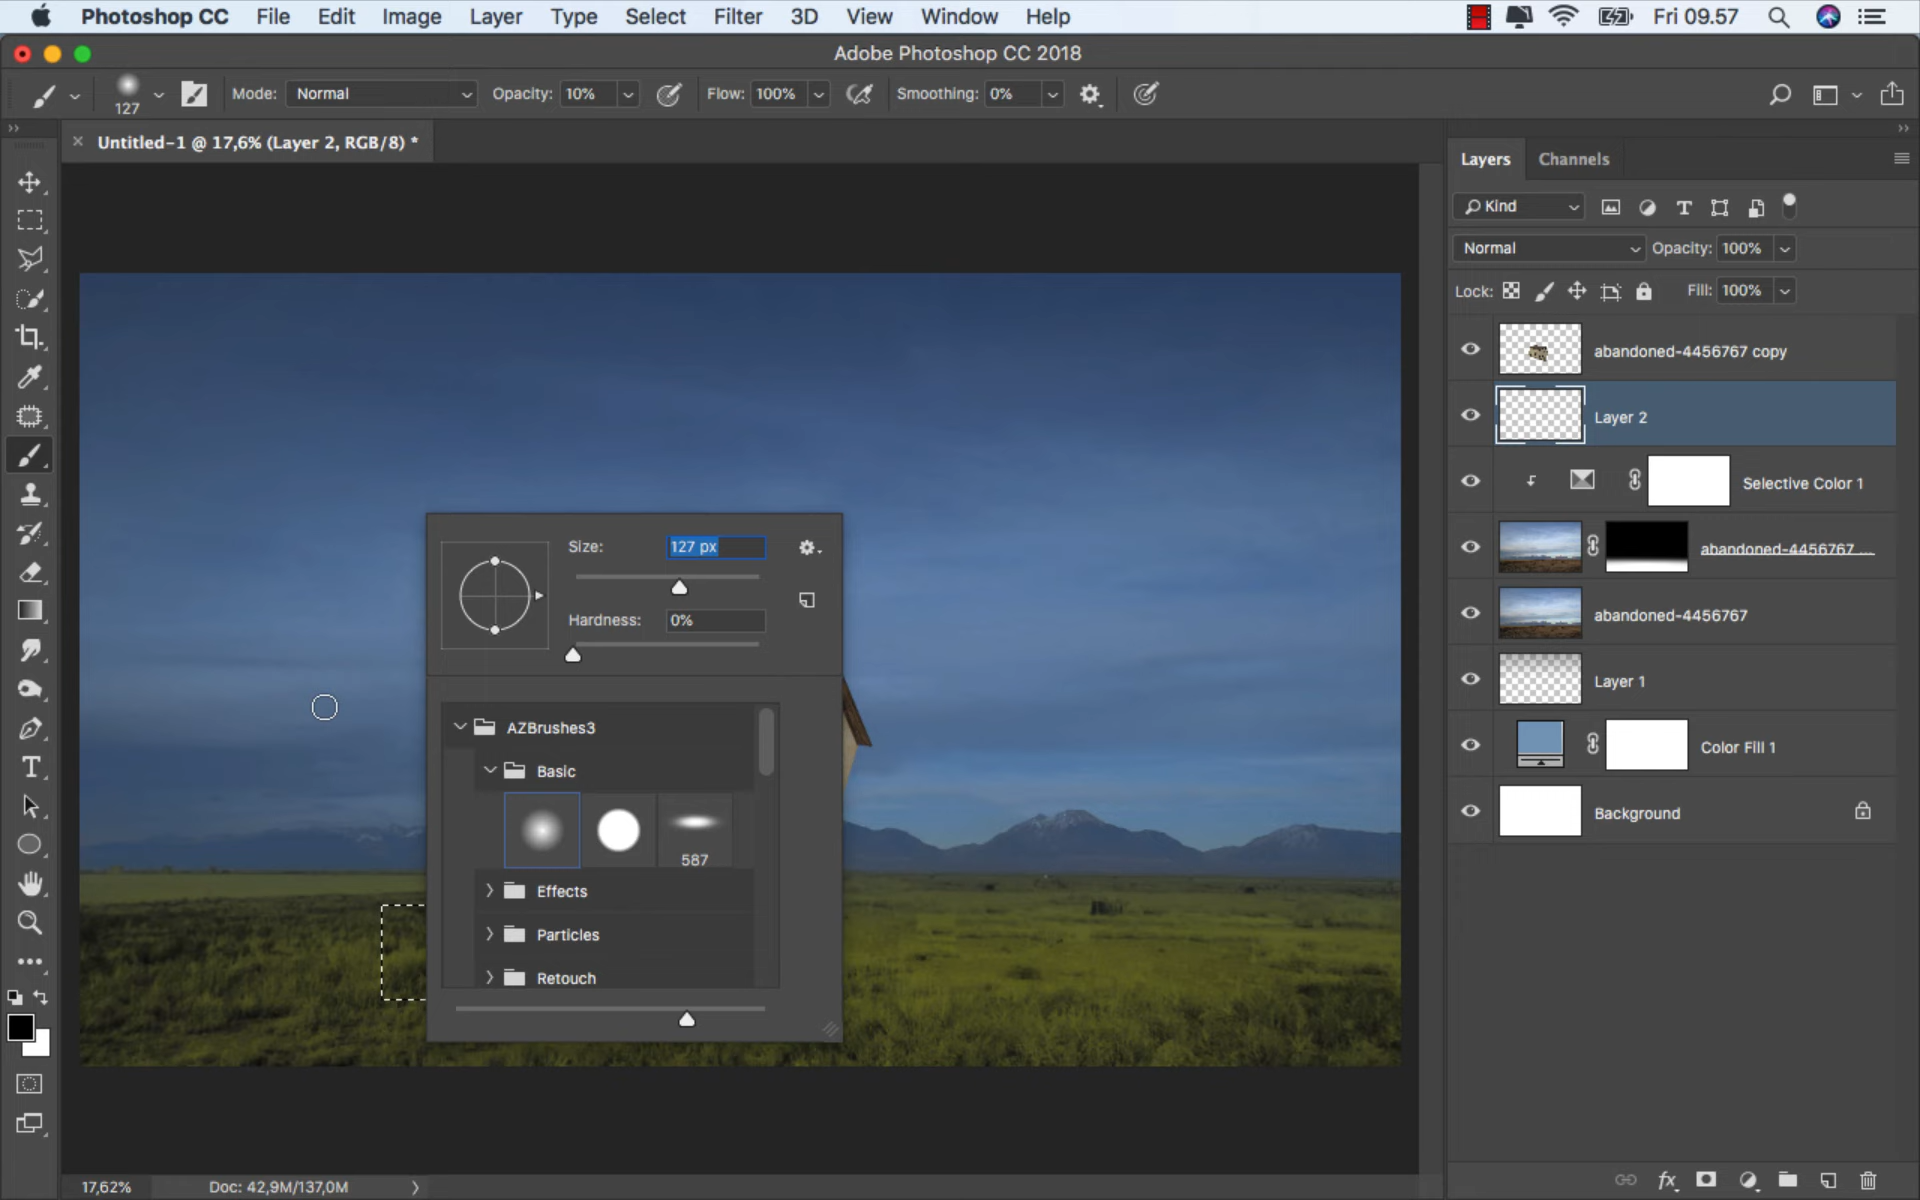 Photoshop CC File Edit Image Layer Type Select Filter 3D View Window Help Fri 09.57
Adobe Photoshop CC 2018
127 Mode: Normal Opacity: 10% Flow: 100% Smoothing: 0%
Untitled-1 @ 17,6% (Layer 2, RGB/8) *
Layers Channels
Kind
Normal Opacity: 100%
Lock: Fill: 100%
abandoned-4456767 copy
Layer 2
Selective Color 1
abandoned-4456767 ...
abandoned-4456767
Layer 1
Color Fill 1
Background
Size: 127 px
Hardness: 0%
AZBrushes3
Basic
587
Effects
Particles
Retouch
17,62% Doc: 42,9M/137,0M
fx